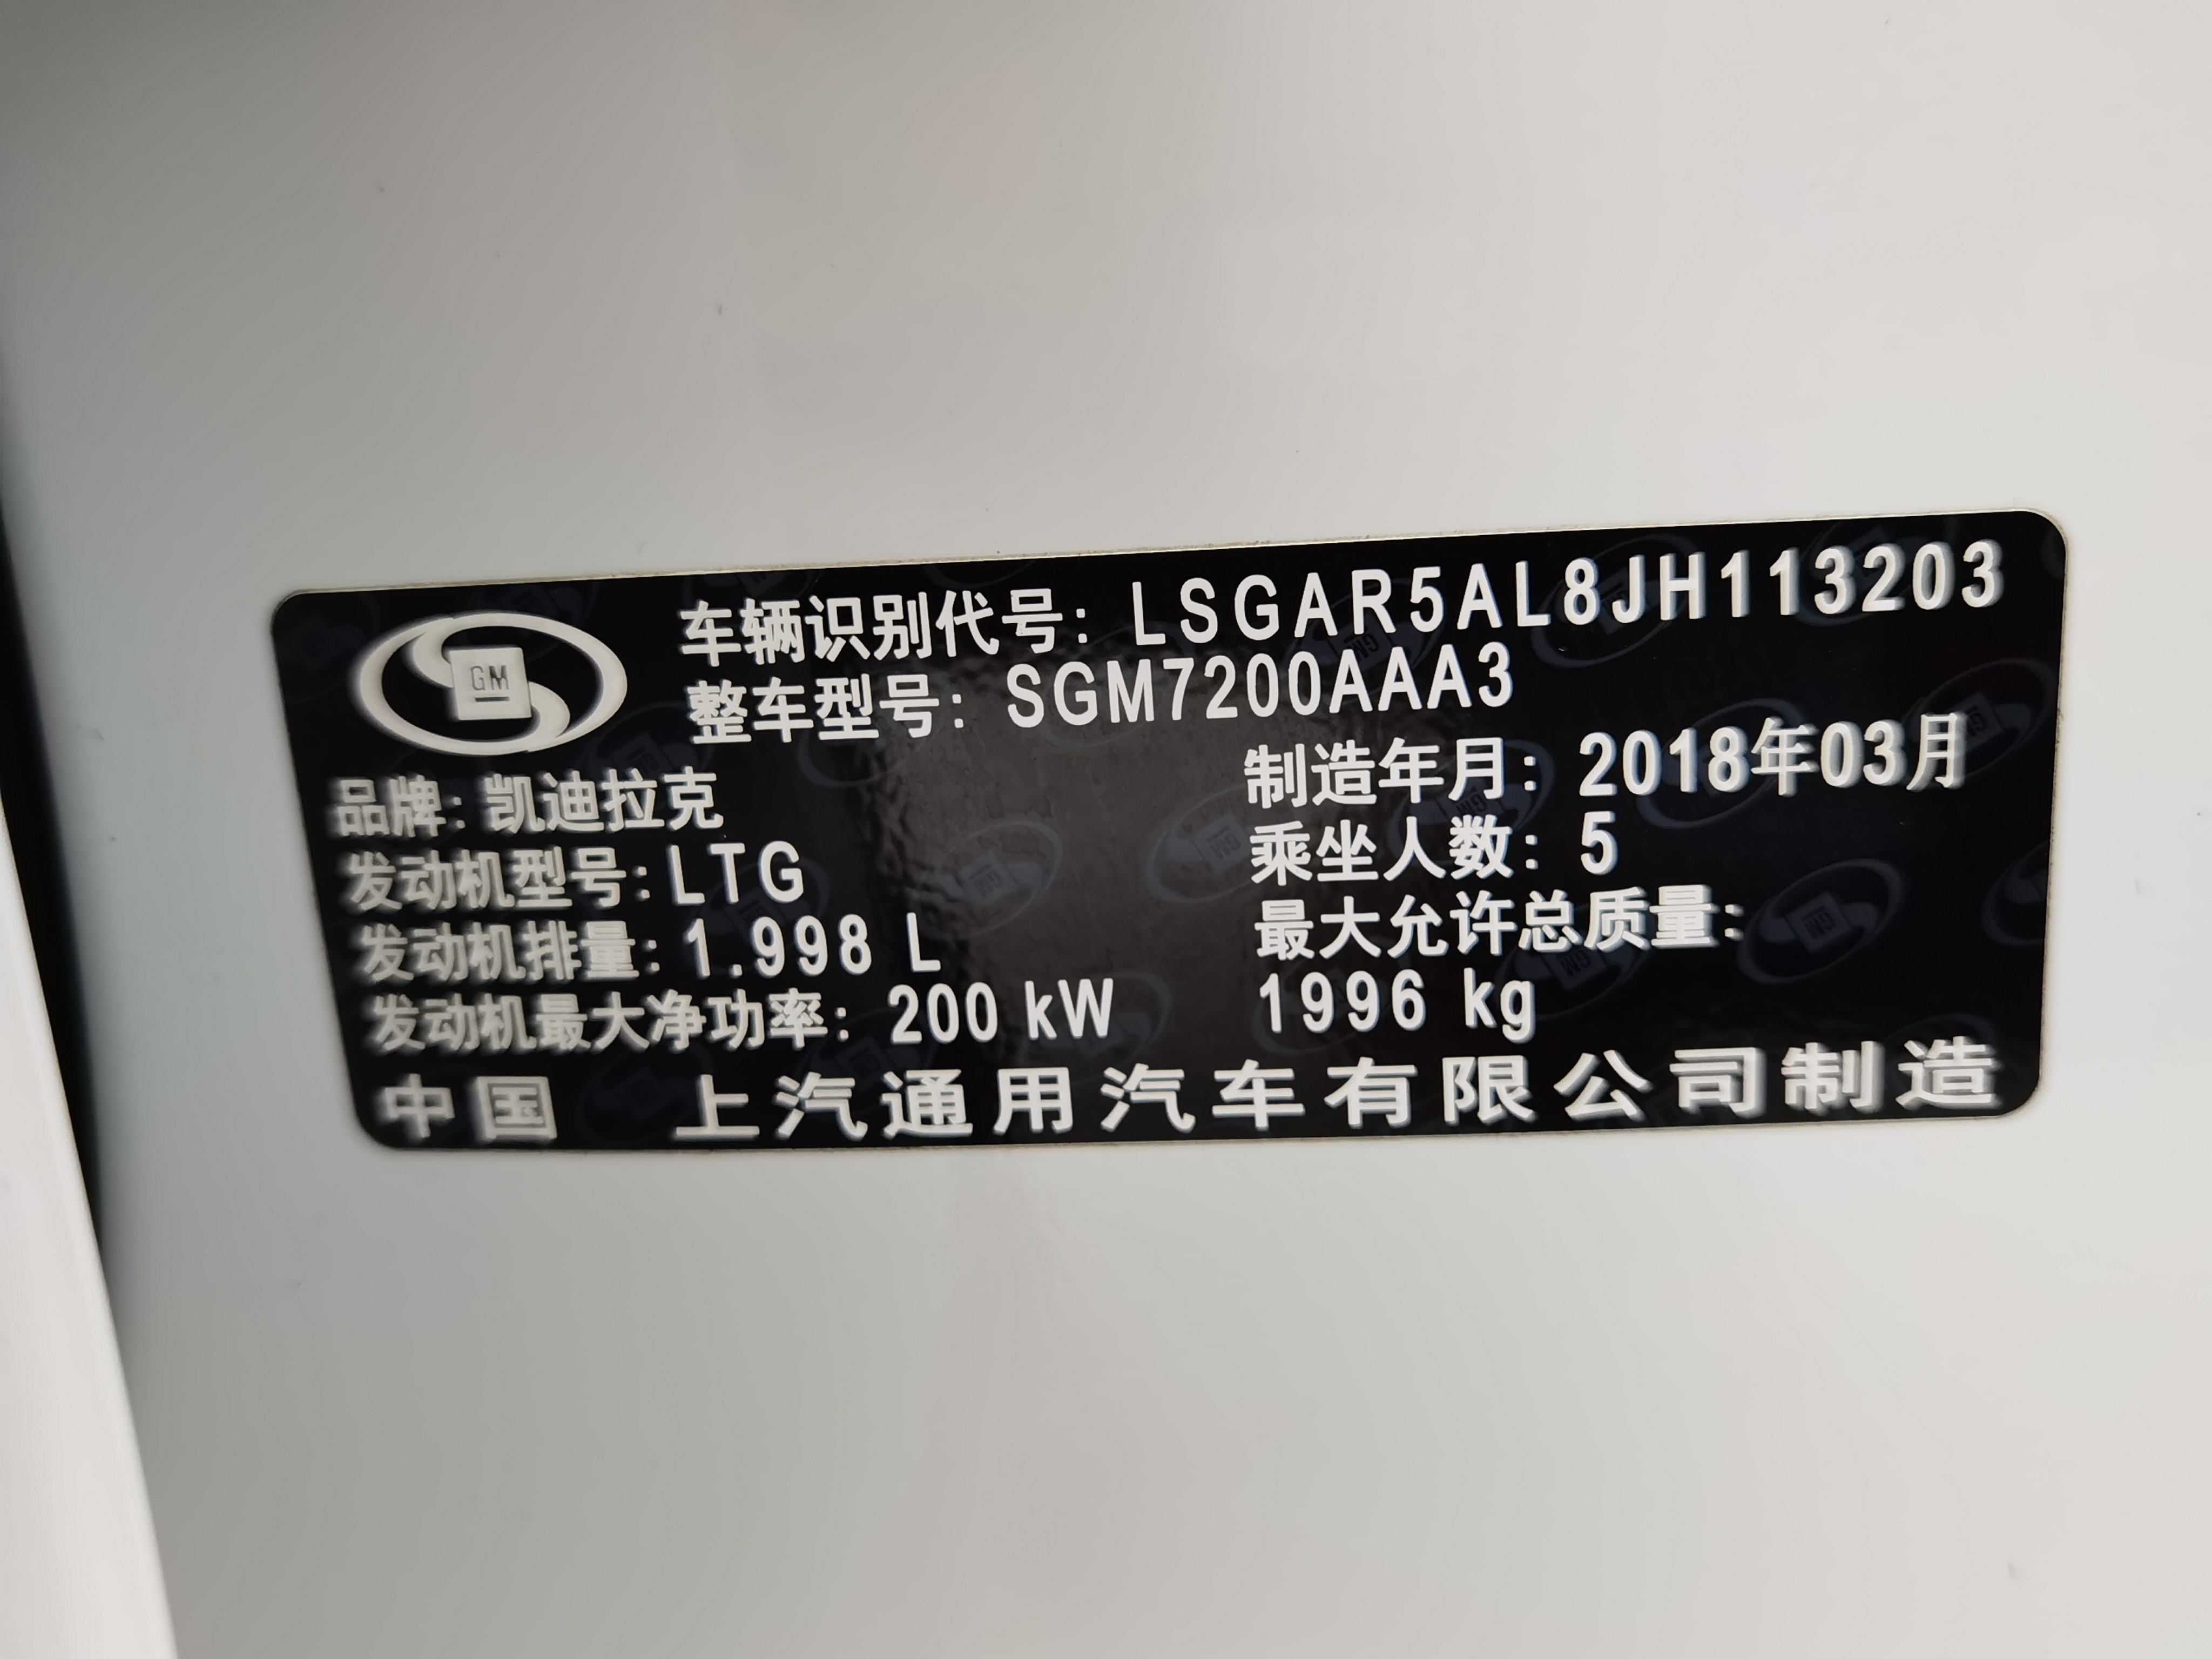 GM
车辆识别代号: LSGAR5AL8JH113203
整车型号: SGM7200AAA3
品牌: 凯迪拉克
制造年月: 2018年03月
发动机型号: LTG
乘坐人数: 5
发动机排量: 1.998 L
最大允许总质量:
发动机最大净功率: 200 kW
1996 kg
中国 上汽通用汽车有限公司制造